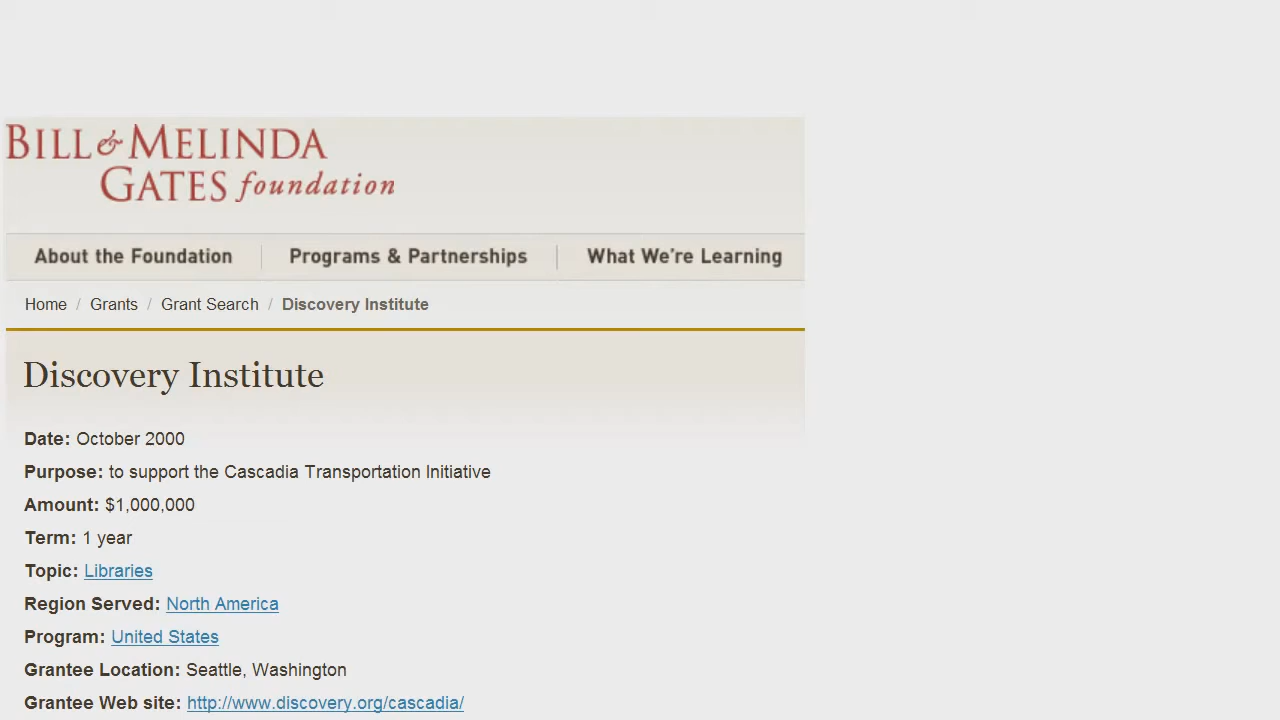 BILL & MELINDA
GATES foundation
About the Foundation Programs & Partnerships What We're Learning
Home / Grants / Grant Search / Discovery Institute
Discovery Institute
Date: October 2000
Purpose: to support the Cascadia Transportation Initiative
Amount: $1,000,000
Term: 1 year
Topic: Libraries
Region Served: North America
Program: United States
Grantee Location: Seattle, Washington
Grantee Web site: http://www.discovery.org/cascadia/